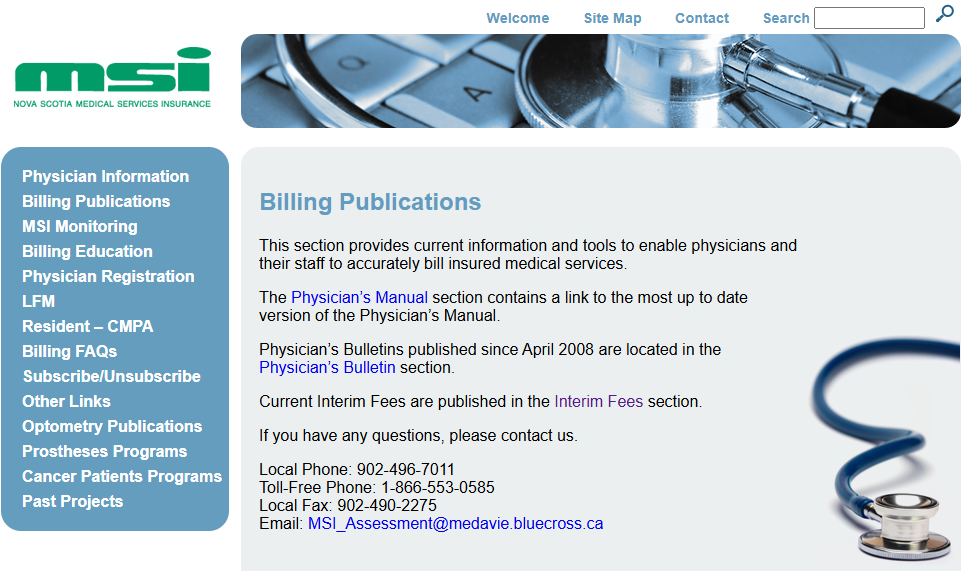 Welcome Site Map Contact Search
msi
NOVA SCOTIA MEDICAL SERVICES INSURANCE
Q
A
Physician Information
Billing Publications
MSI Monitoring
Billing Education
Physician Registration
LFM
Resident – CMPA
Billing FAQs
Subscribe/Unsubscribe
Other Links
Optometry Publications
Prostheses Programs
Cancer Patients Programs
Past Projects
Billing Publications
This section provides current information and tools to enable physicians and
their staff to accurately bill insured medical services.
The Physician’s Manual section contains a link to the most up to date
version of the Physician’s Manual.
Physician’s Bulletins published since April 2008 are located in the
Physician’s Bulletin section.
Current Interim Fees are published in the Interim Fees section.
If you have any questions, please contact us.
Local Phone: 902-496-7011
Toll-Free Phone: 1-866-553-0585
Local Fax: 902-490-2275
Email: MSI_Assessment@medavie.bluecross.ca